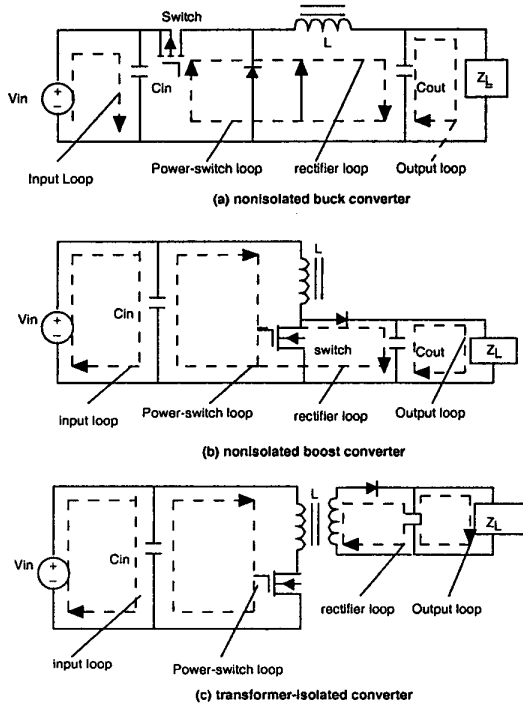 Switch
L
Vin
+
−
Cin
Cout
ZL
Input Loop
Power-switch loop
rectifier loop
Output loop
(a) nonisolated buck converter
L
Vin
+
−
Cin
switch
Cout
ZL
input loop
Power-switch loop
rectifier loop
Output loop
(b) nonisolated boost converter
L
Vin
+
−
Cin
ZL
rectifier loop
Output loop
input loop
Power-switch loop
(c) transformer-isolated converter